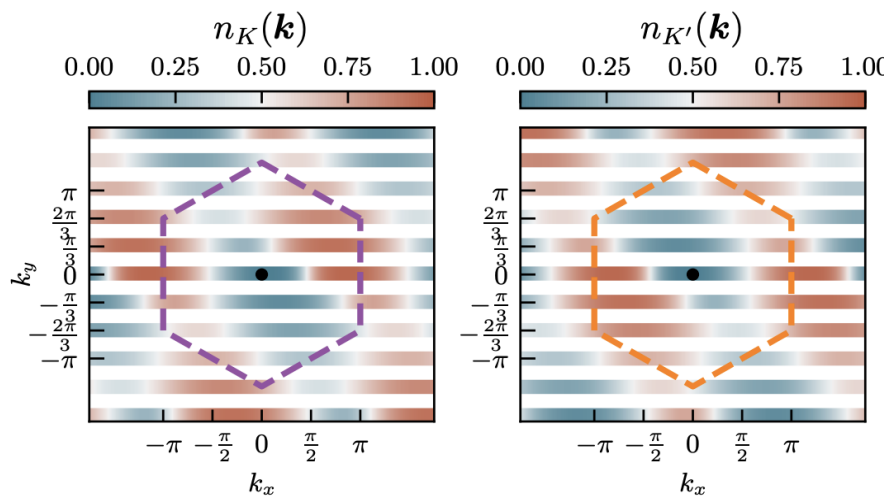 n_K(k) n_{K′}(k)
0.00 0.25 0.50 0.75 1.00 0.00 0.25 0.50 0.75 1.00
π π
2π/3 2π/3
π/3 π/3
k_y 0 k_y 0
−π/3 −π/3
−2π/3 −2π/3
−π −π
−π −π/2 0 π/2 π −π −π/2 0 π/2 π
k_x k_x